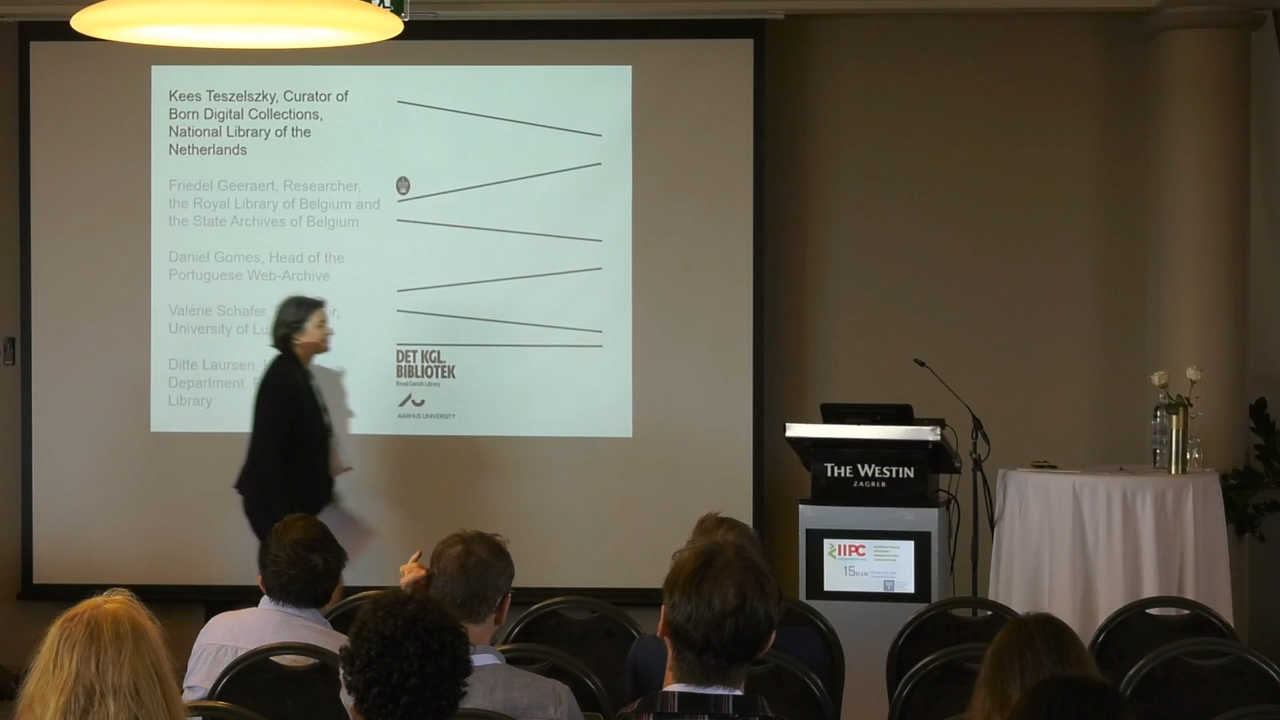 Kees Teszelszky, Curator of
Born Digital Collections,
National Library of the
Netherlands
Friedel Geeraert, Researcher,
the Royal Library of Belgium and
the State Archives of Belgium
Daniel Gomes, Head of the
Portuguese Web-Archive
Valérie Schafer,
University of
Ditte Laursen,
Department,
Library
DET KGL.
BIBLIOTEK
Royal Danish Library
AARHUS UNIVERSITY
THE WESTIN
ZAGREB
IIPC
15